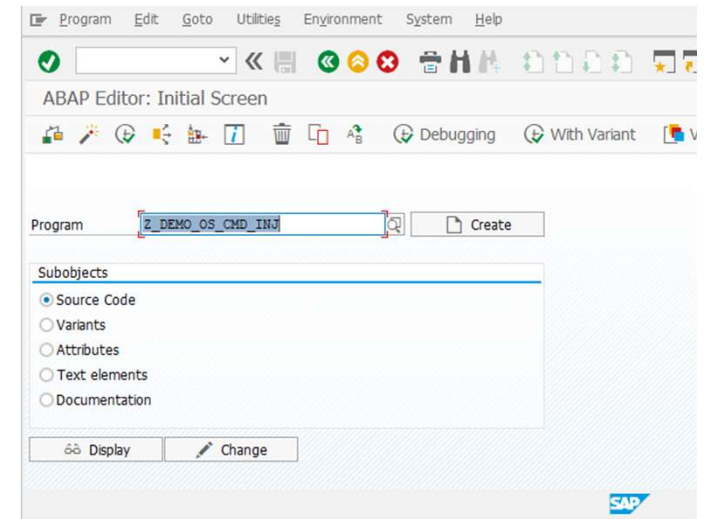 Program Edit Goto Utilities Environment System Help
ABAP Editor: Initial Screen
Debugging With Variant V
Program Z_DEMO_OS_CMD_INJ Create
Subobjects
Source Code
Variants
Attributes
Text elements
Documentation
Display Change
SAP